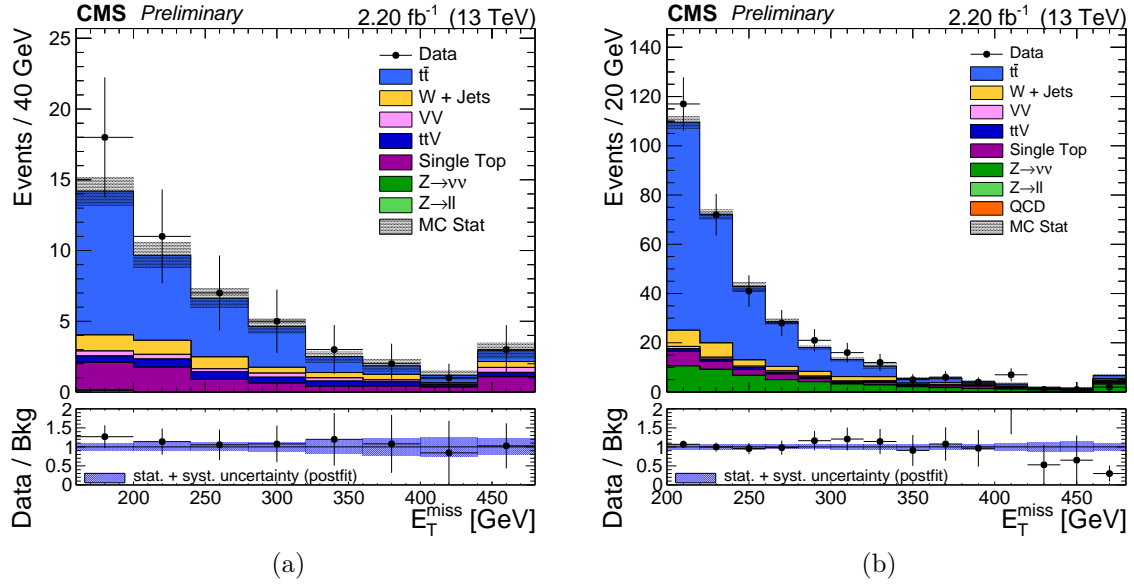 CMS Preliminary 2.20 fb-1 (13 TeV)
Events / 40 GeV
25
20
15
10
5
0
Data
tt̄
W + Jets
VV
ttV
Single Top
Z→νν
Z→ll
MC Stat
Data / Bkg
2
1.5
1
0.5
0
stat. + syst. uncertainty (postfit)
200 250 300 350 400 450
E_T^miss [GeV]
(a)
CMS Preliminary 2.20 fb-1 (13 TeV)
Events / 20 GeV
140
120
100
80
60
40
20
0
Data
tt̄
W + Jets
VV
ttV
Single Top
Z→νν
Z→ll
QCD
MC Stat
Data / Bkg
2
1.5
1
0.5
0
stat. + syst. uncertainty (postfit)
200 250 300 350 400 450
E_T^miss [GeV]
(b)